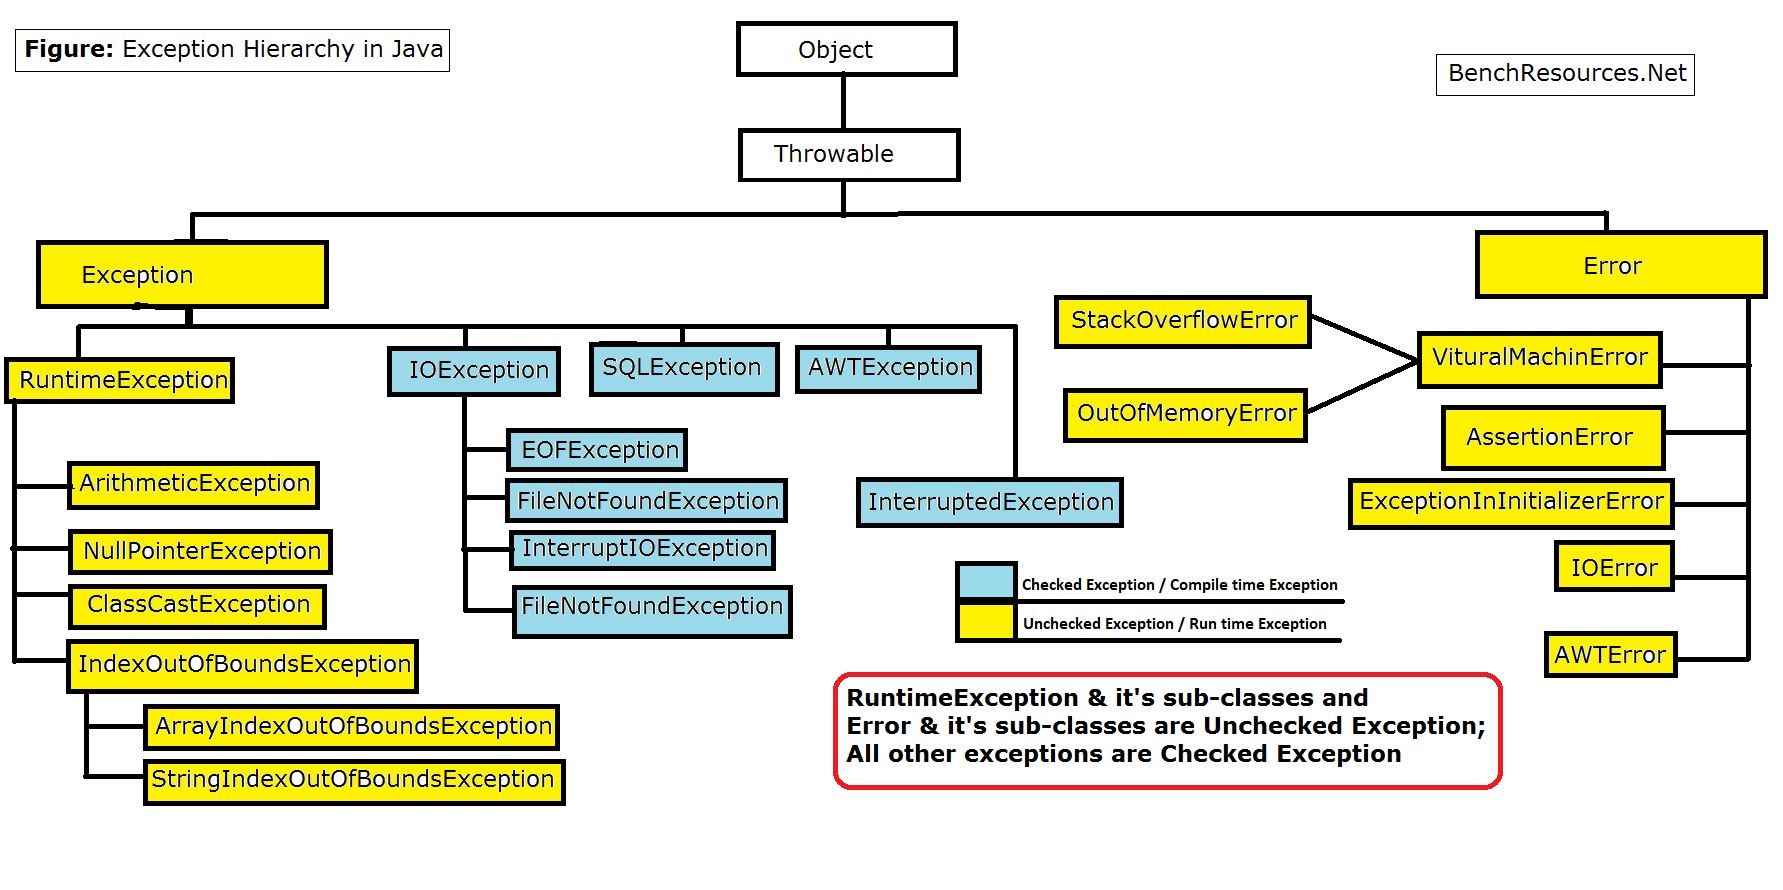 Figure: Exception Hierarchy in Java
Object
BenchResources.Net
Throwable
Exception
Error
RuntimeException
IOException
SQLException
AWTException
StackOverflowError
VituralMachinError
OutOfMemoryError
AssertionError
EOFException
ArithmeticException
FileNotFoundException
InterruptedException
ExceptionInInitializerError
NullPointerException
InterruptIOException
IOError
ClassCastException
FileNotFoundException
Checked Exception / Compile time Exception
Unchecked Exception / Run time Exception
IndexOutOfBoundsException
AWTError
ArrayIndexOutOfBoundsException
StringIndexOutOfBoundsException
RuntimeException & it's sub-classes and
Error & it's sub-classes are Unchecked Exception;
All other exceptions are Checked Exception